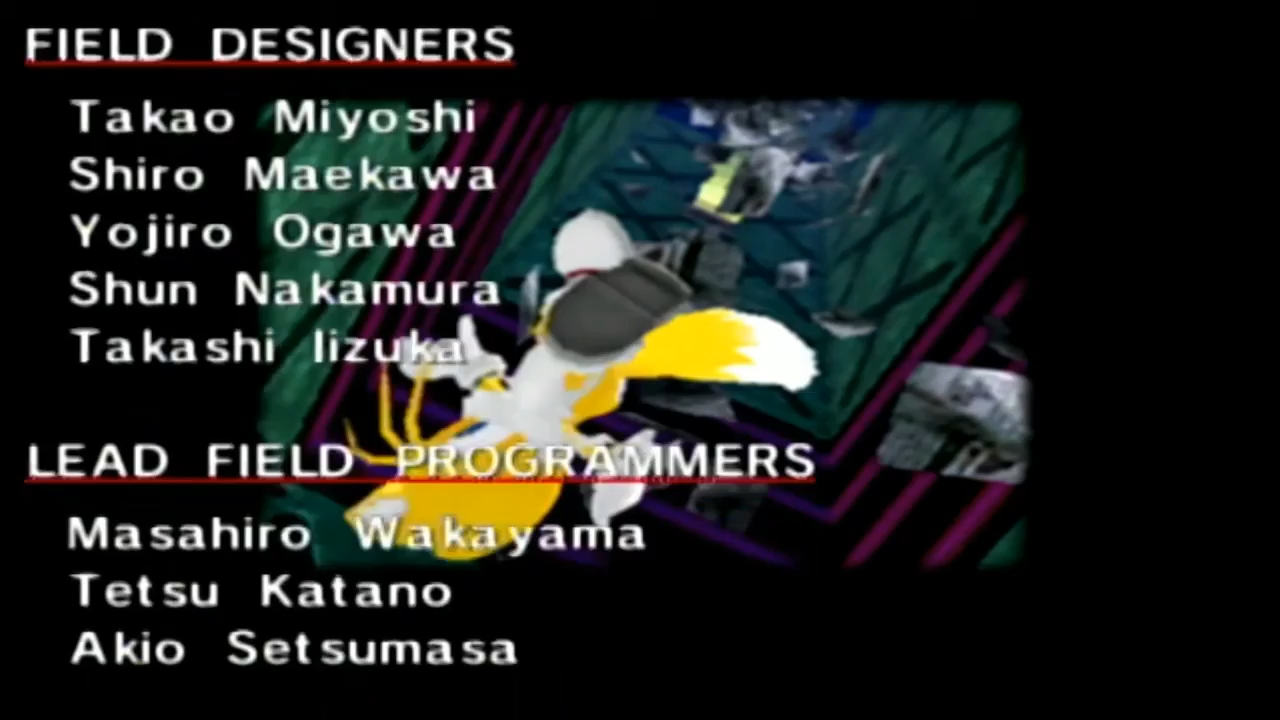 FIELD DESIGNERS
Takao Miyoshi
Shiro Maekawa
Yojiro Ogawa
Shun Nakamura
Takashi Iizuka
LEAD FIELD PROGRAMMERS
Masahiro Wakayama
Tetsu Katano
Akio Setsumasa